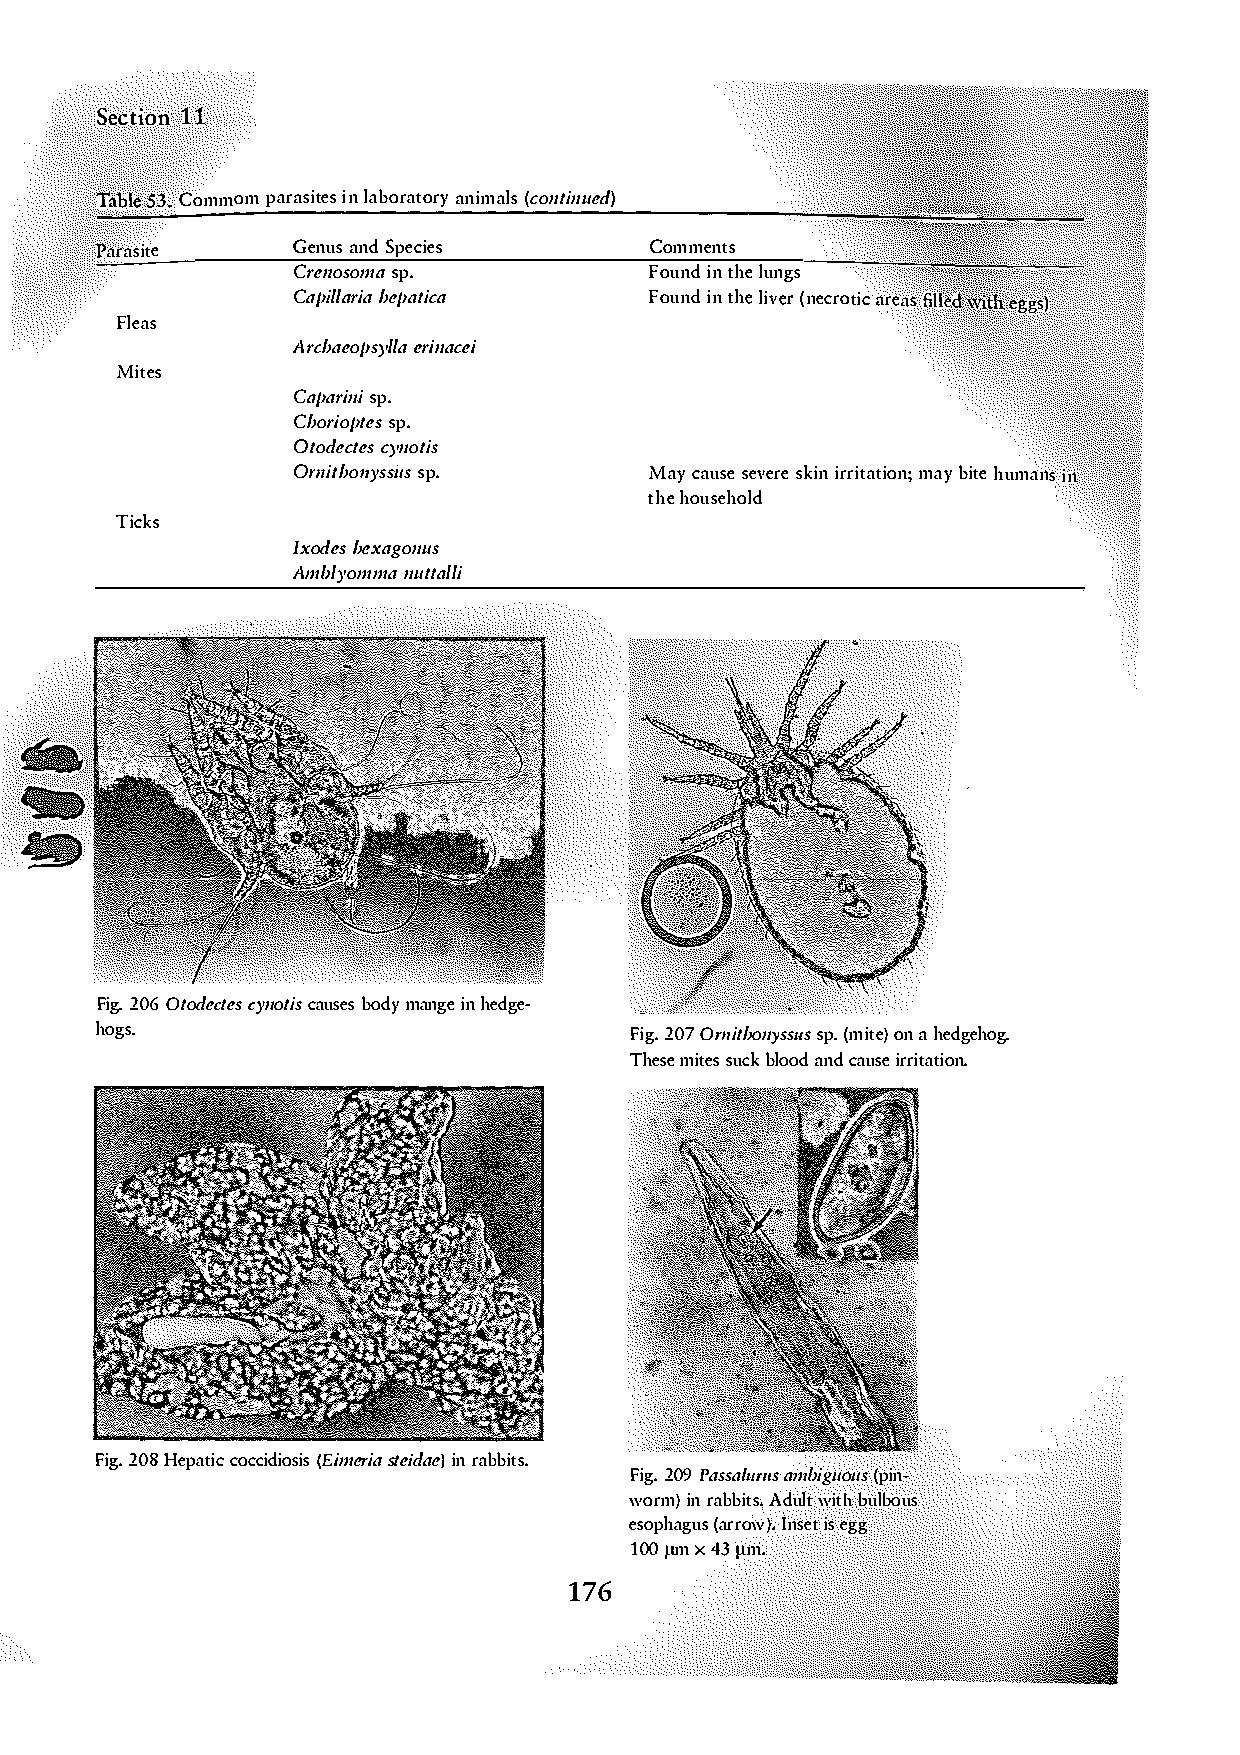 Section 11
Table 53. Commom parasites in laboratory animals (continued)
Parasite Genus and Species Comments
Crenosoma sp. Found in the lungs
Capillaria hepatica Found in the liver (necrotic areas filled with eggs)
Fleas
Archaeopsylla erinacei
Mites
Caparini sp.
Chorioptes sp.
Otodectes cynotis
Ornithonyssus sp. May cause severe skin irritation; may bite humans in
the household
Ticks
Ixodes hexagonus
Amblyomma nuttalli
Fig. 206 Otodectes cynotis causes body mange in hedge-
hogs.
Fig. 207 Ornithonyssus sp. (mite) on a hedgehog.
These mites suck blood and cause irritation.
Fig. 208 Hepatic coccidiosis (Eimeria steidae) in rabbits.
Fig. 209 Passalurus ambiguous (pin-
worm) in rabbits. Adult with bulbous
esophagus (arrow). Inset is egg
100 µm × 43 µm.
176